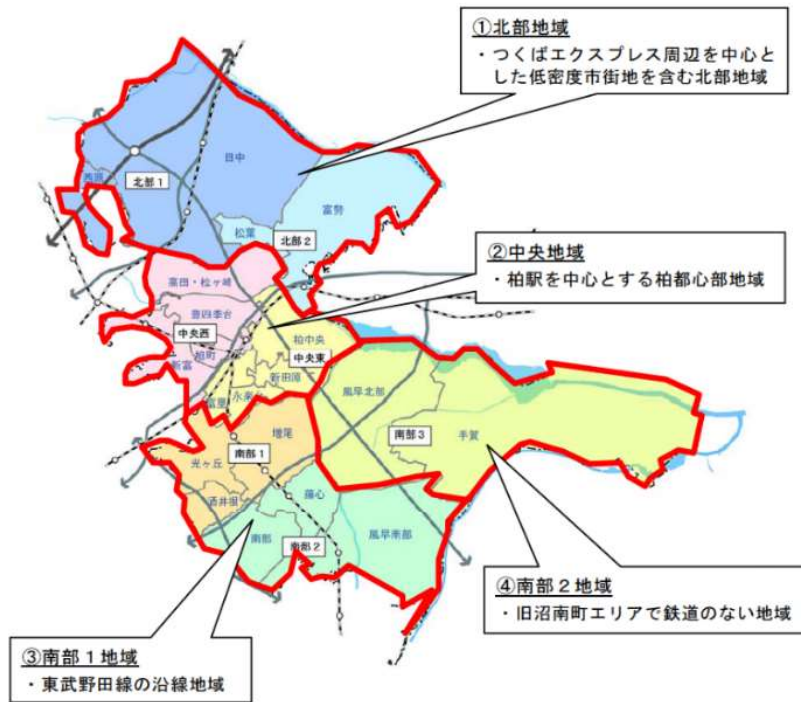 ①北部地域
・つくばエクスプレス周辺を中心と
した低密度市街地を含む北部地域
田中
西原
北部1
富勢
松葉
北部2
②中央地域
・柏駅を中心とする柏都心部地域
高田・松ヶ崎
豊四季台
中央西
柏町
新富
柏中央
中央東
新田原
永楽台
富里
風早北部
増尾
南部3
手賀
南部1
光ヶ丘
藤心
酒井根
南部
風早南部
南部2
④南部2地域
・旧沼南町エリアで鉄道のない地域
③南部1地域
・東武野田線の沿線地域